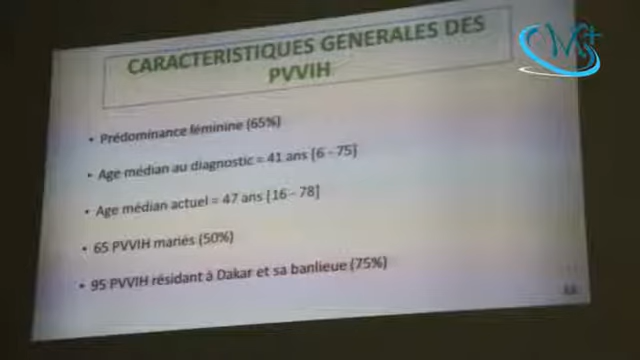 CARACTERISTIQUES GENERALES DES
PVVIH
• Prédominance féminine (65%)
• Age médian au diagnostic = 41 ans [6 - 75]
• Age médian actuel = 47 ans [16 - 78]
• 65 PVVIH mariés (50%)
• 95 PVVIH résidant à Dakar et sa banlieue (75%)